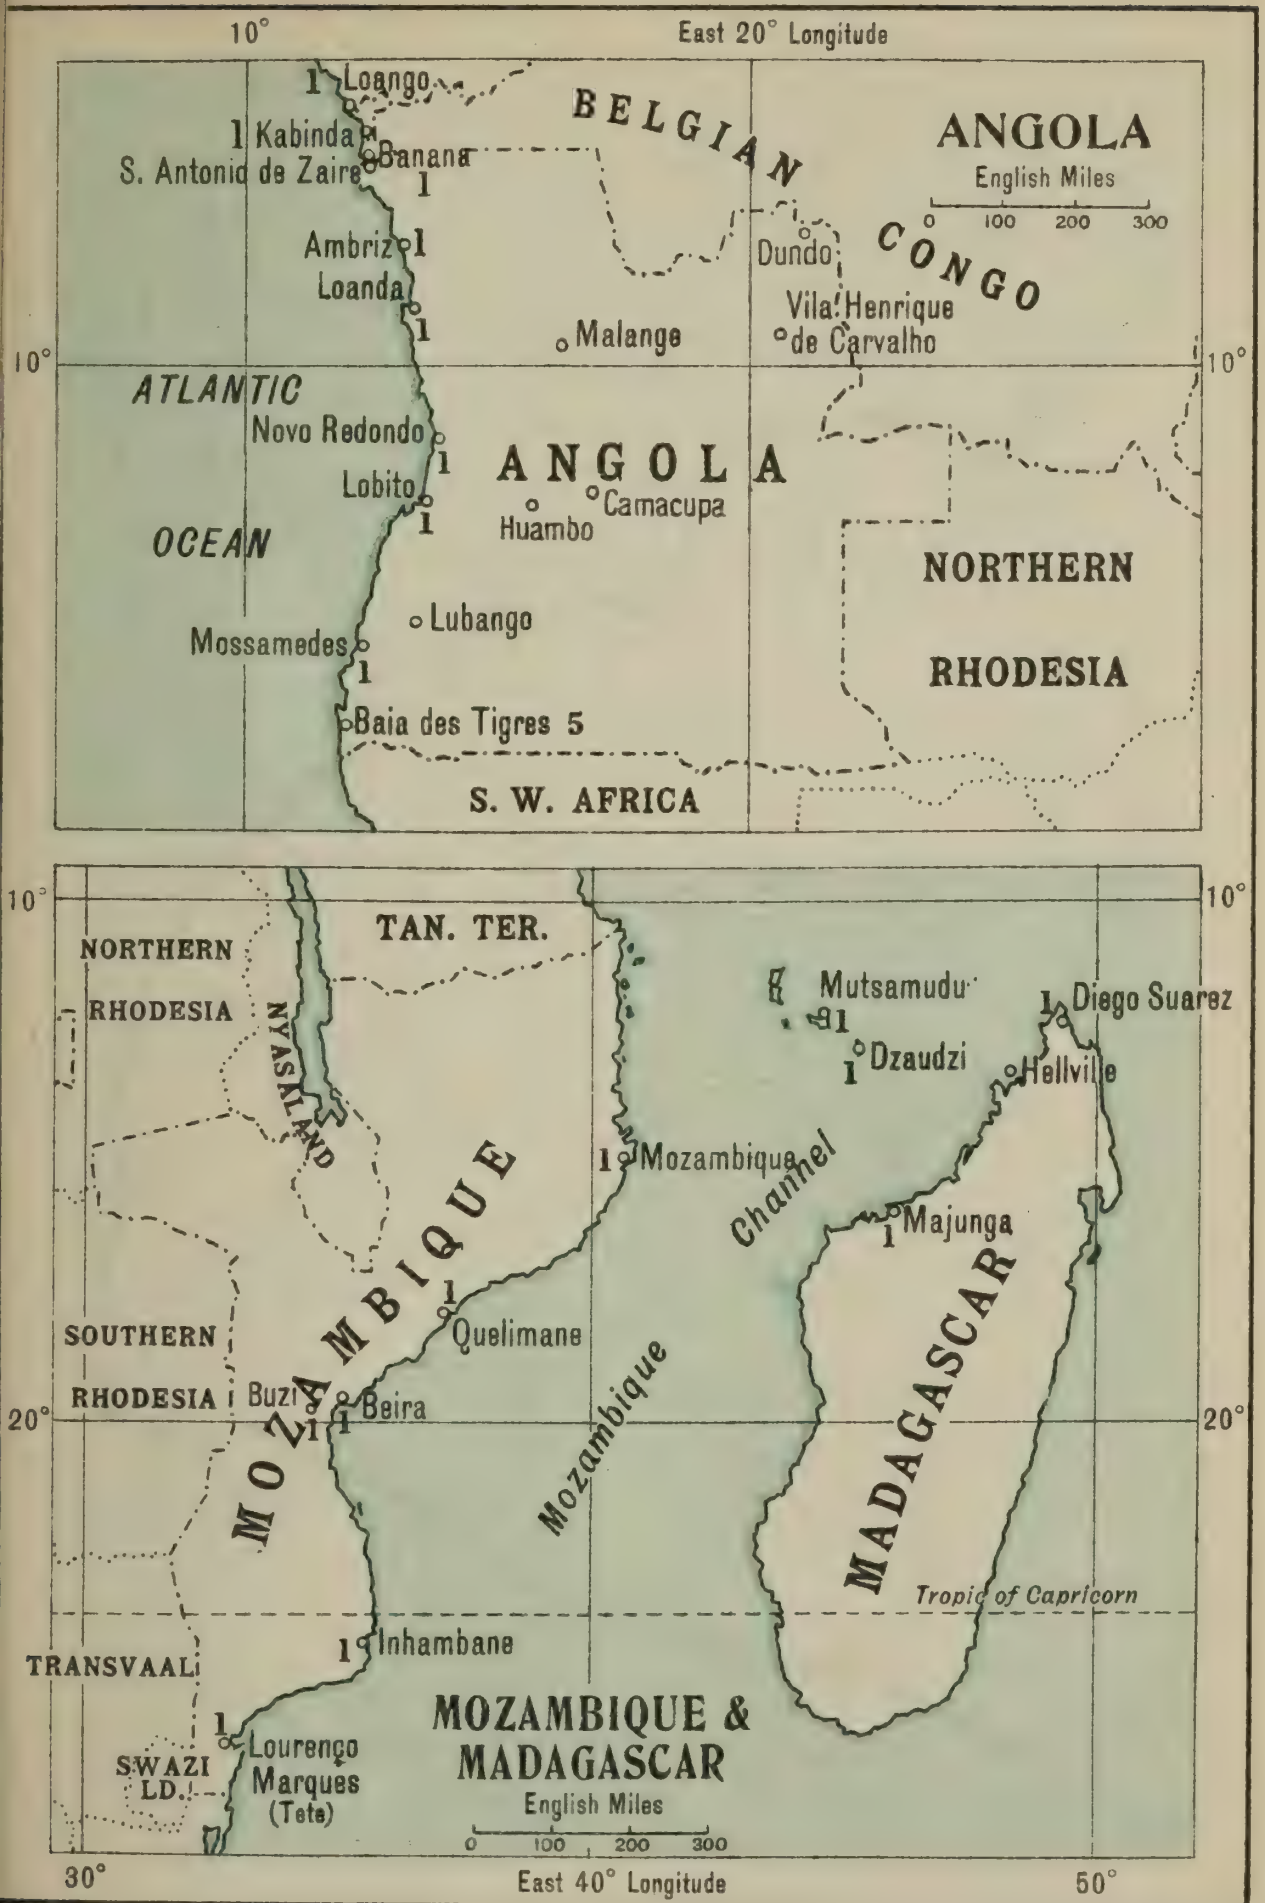 10°
East 20° Longitude
1 Loango
BELGIAN
ANGOLA
English Miles
0 100 200 300
1 Kabinda
Banana
S. Antonio de Zaire
1
CONGO
Ambriz 1
Dundo
Loanda
1
Vila Henrique
de Carvalho
Malange
10°
10°
ATLANTIC
Novo Redondo
1
ANGOLA
Lobito
1
Camacupa
Huambo
OCEAN
NORTHERN
Lubango
Mossamedes
1
RHODESIA
Baia des Tigres 5
S. W. AFRICA
10°
10°
TAN. TER.
NORTHERN
RHODESIA
NYASALAND
Mutsamudu
1
1 Diego Suarez
Dzaudzi
1
Hellville
1 Mozambique
Channel
Majunga
1
MOZAMBIQUE
1
Quelimane
SOUTHERN
RHODESIA
Buzi
1
Beira
1
20°
20°
Mozambique
MADAGASCAR
Tropic of Capricorn
1 Inhambane
TRANSVAAL
1
Lourenço
Marques
(Tete)
SWAZI
LD.
MOZAMBIQUE &
MADAGASCAR
English Miles
0 100 200 300
30°
East 40° Longitude
50°